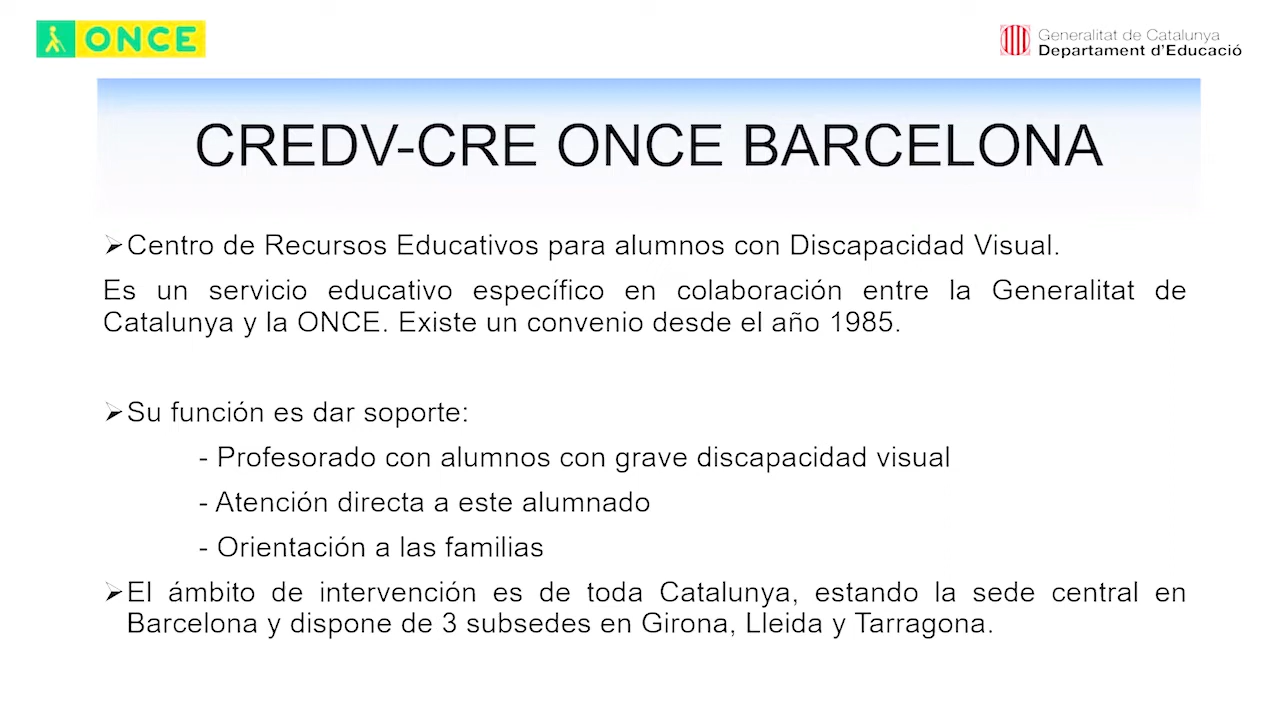 ONCE
Generalitat de Catalunya
Departament d'Educació
CREDV-CRE ONCE BARCELONA
➢Centro de Recursos Educativos para alumnos con Discapacidad Visual.
Es un servicio educativo específico en colaboración entre la Generalitat de
Catalunya y la ONCE. Existe un convenio desde el año 1985.
➢Su función es dar soporte:
- Profesorado con alumnos con grave discapacidad visual
- Atención directa a este alumnado
- Orientación a las familias
➢El ámbito de intervención es de toda Catalunya, estando la sede central en
Barcelona y dispone de 3 subsedes en Girona, Lleida y Tarragona.